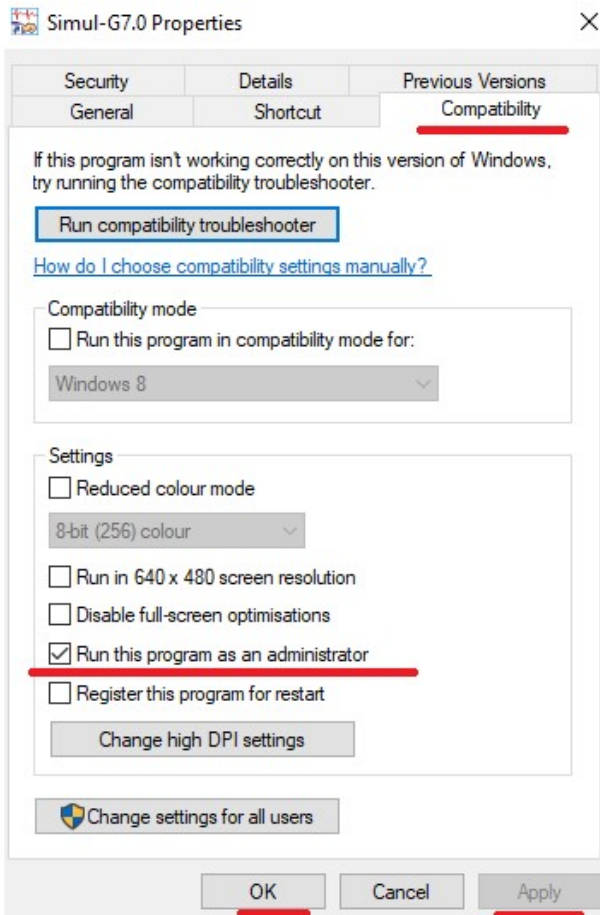 Simul-G7.0 Properties
Security Details Previous Versions
General Shortcut Compatibility
If this program isn't working correctly on this version of Windows,
try running the compatibility troubleshooter.
Run compatibility troubleshooter
How do I choose compatibility settings manually?
Compatibility mode
Run this program in compatibility mode for:
Windows 8
Settings
Reduced colour mode
8-bit (256) colour
Run in 640 x 480 screen resolution
Disable full-screen optimisations
Run this program as an administrator
Register this program for restart
Change high DPI settings
Change settings for all users
OK Cancel Apply